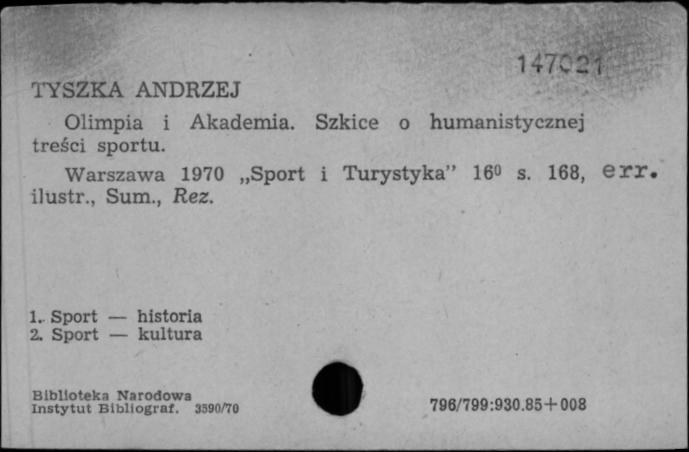 147021
TYSZKA ANDRZEJ
Olimpia i Akademia. Szkice o humanistycznej
treści sportu.
Warszawa 1970 „Sport i Turystyka” 16⁰ s. 168, err.
ilustr., Sum., Rez.
1. Sport — historia
2. Sport — kultura
Biblioteka Narodowa
Instytut Bibliograf. 3590/70
796/799:930.85+008